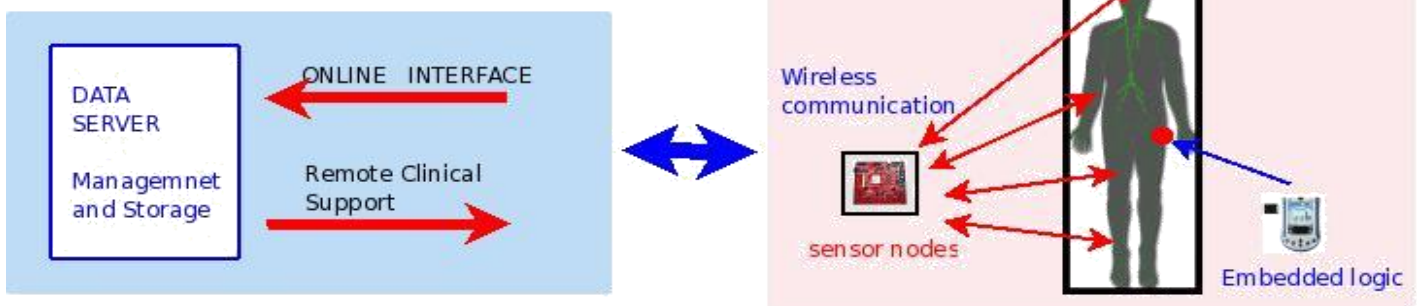 DATA
SERVER
Managemnet
and Storage
ONLINE INTERFACE
Remote Clinical
Support
Wireless
communication
sensor nodes
Embedded logic